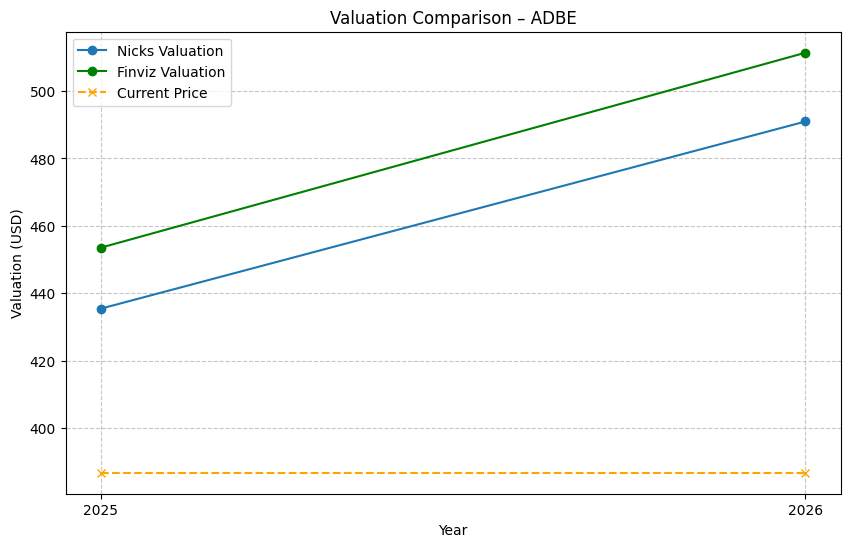 Valuation Comparison – ADBE
Nicks Valuation
Finviz Valuation
Current Price
Valuation (USD)
500
480
460
440
420
400
2025
2026
Year